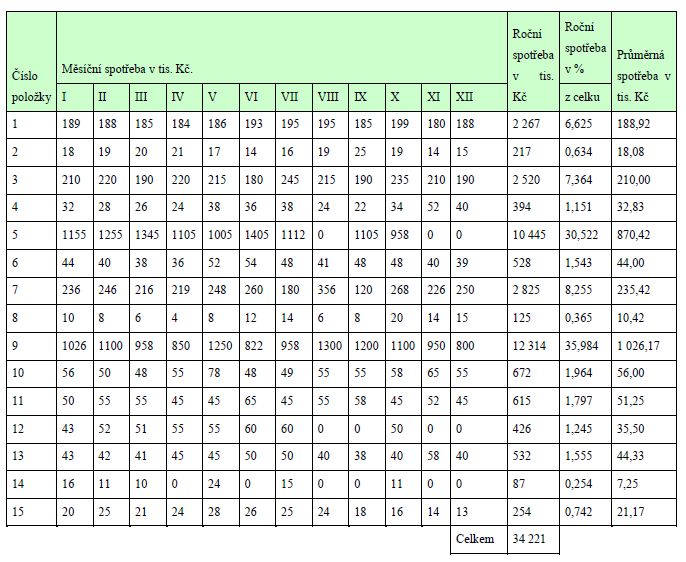 Číslo položky Měsíční spotřeba v tis. Kč. Roční spotřeba v tis. Kč Roční spotřeba v % z celku Průměrná spotřeba v tis. Kč
I II III IV V VI VII VIII IX X XI XII
1 189 188 185 184 186 193 195 195 185 199 180 188 2 267 6,625 188,92
2 18 19 20 21 17 14 16 19 25 19 14 15 217 0,634 18,08
3 210 220 190 220 215 180 245 215 190 235 210 190 2 520 7,364 210,00
4 32 28 26 24 38 36 38 24 22 34 52 40 394 1,151 32,83
5 1155 1255 1345 1105 1005 1405 1112 0 1105 958 0 0 10 445 30,522 870,42
6 44 40 38 36 52 54 48 41 48 48 40 39 528 1,543 44,00
7 236 246 216 219 248 260 180 356 120 268 226 250 2 825 8,255 235,42
8 10 8 6 4 8 12 14 6 8 20 14 15 125 0,365 10,42
9 1026 1100 958 850 1250 822 958 1300 1200 1100 950 800 12 314 35,984 1 026,17
10 56 50 48 55 78 48 49 55 55 58 65 55 672 1,964 56,00
11 50 55 55 45 45 65 45 55 58 45 52 45 615 1,797 51,25
12 43 52 51 55 55 60 60 0 0 50 0 0 426 1,245 35,50
13 43 42 41 45 45 50 50 40 38 40 58 40 532 1,555 44,33
14 16 11 10 0 24 0 15 0 0 11 0 0 87 0,254 7,25
15 20 25 21 24 28 26 25 24 18 16 14 13 254 0,742 21,17
Celkem 34 221